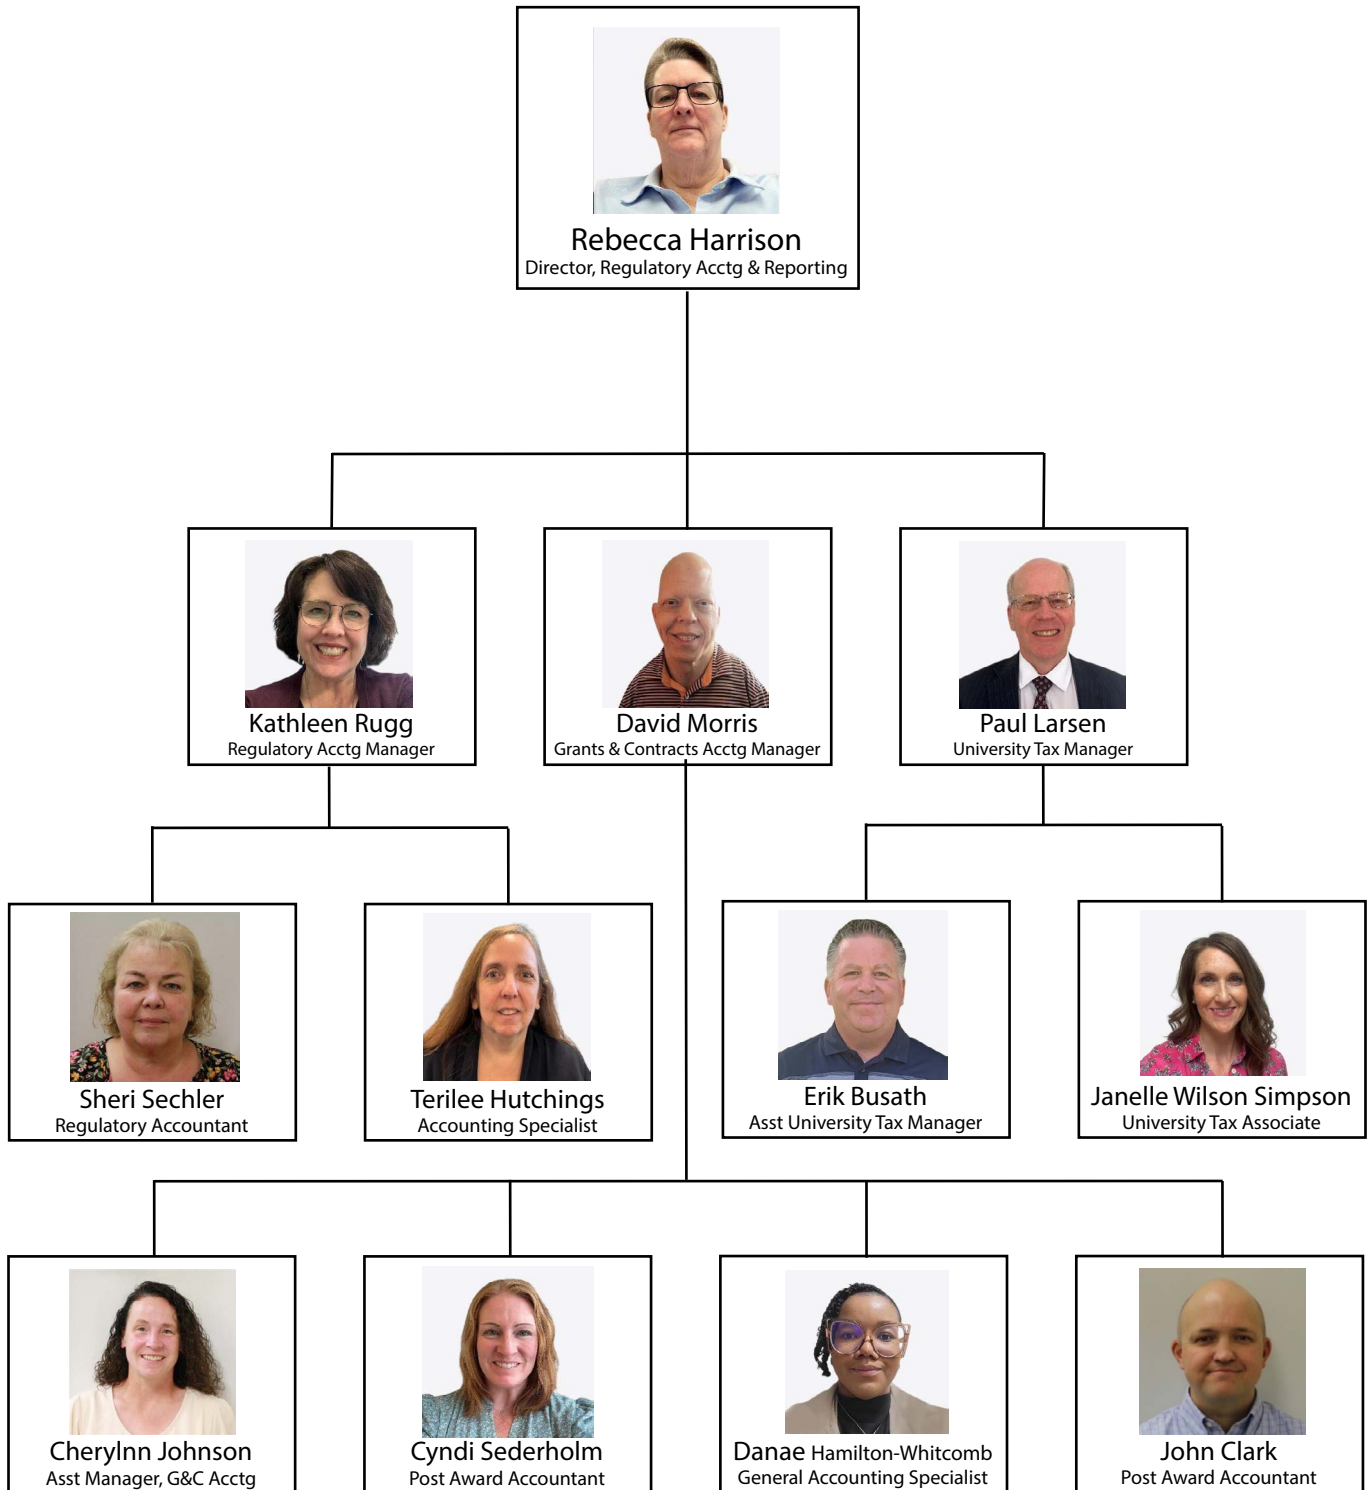 Rebecca Harrison
Director, Regulatory Acctg & Reporting
Kathleen Rugg
Regulatory Acctg Manager
David Morris
Grants & Contracts Acctg Manager
Paul Larsen
University Tax Manager
Sheri Sechler
Regulatory Accountant
Terilee Hutchings
Accounting Specialist
Erik Busath
Asst University Tax Manager
Janelle Wilson Simpson
University Tax Associate
Cherylnn Johnson
Asst Manager, G&C Acctg
Cyndi Sederholm
Post Award Accountant
Danae Hamilton-Whitcomb
General Accounting Specialist
John Clark
Post Award Accountant